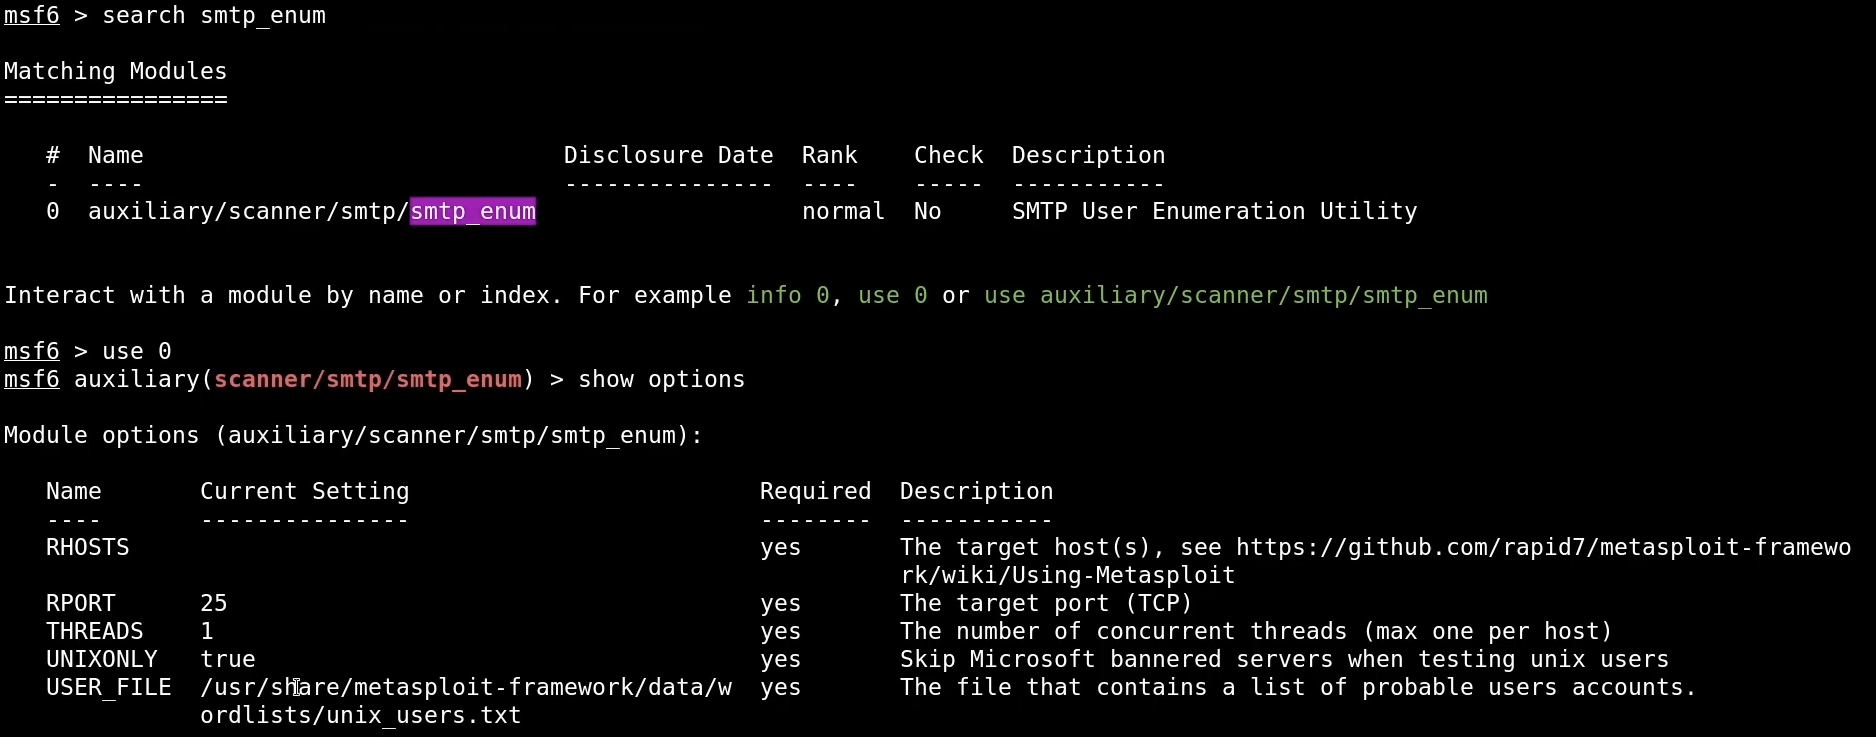 msf6 > search smtp_enum
Matching Modules
================
# Name Disclosure Date Rank Check Description
- ---- --------------- ---- ----- -----------
0 auxiliary/scanner/smtp/smtp_enum normal No SMTP User Enumeration Utility
Interact with a module by name or index. For example info 0, use 0 or use auxiliary/scanner/smtp/smtp_enum
msf6 > use 0
msf6 auxiliary(scanner/smtp/smtp_enum) > show options
Module options (auxiliary/scanner/smtp/smtp_enum):
Name Current Setting Required Description
---- --------------- -------- -----------
RHOSTS yes The target host(s), see https://github.com/rapid7/metasploit-framewo
rk/wiki/Using-Metasploit
RPORT 25 yes The target port (TCP)
THREADS 1 yes The number of concurrent threads (max one per host)
UNIXONLY true yes Skip Microsoft bannered servers when testing unix users
USER_FILE /usr/share/metasploit-framework/data/w yes The file that contains a list of probable users accounts.
ordlists/unix_users.txt